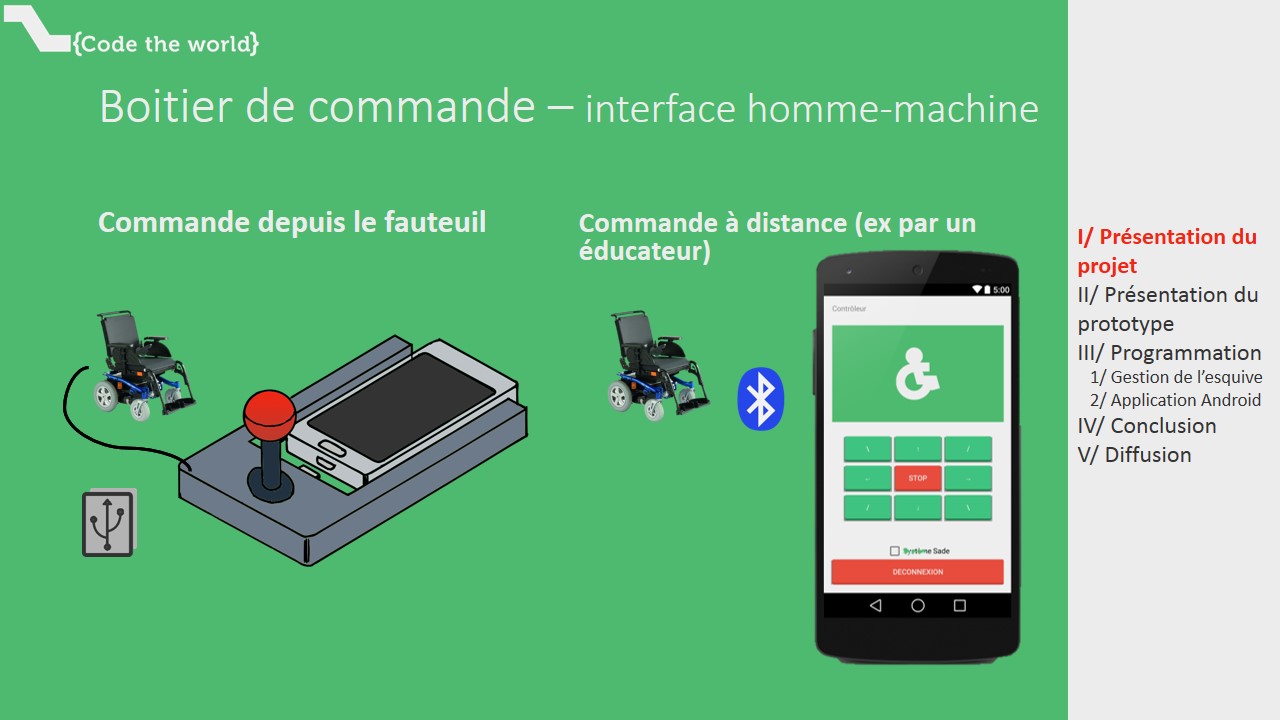 {Code the world}
Boitier de commande – interface homme-machine
Commande depuis le fauteuil
Commande à distance (ex par un
éducateur)
5:00
Contrôleur
\ ↑ /
← STOP →
/ ↓ \
Sade
DECONNEXION
I/ Présentation du
projet
II/ Présentation du
prototype
III/ Programmation
1/ Gestion de l’esquive
2/ Application Android
IV/ Conclusion
V/ Diffusion